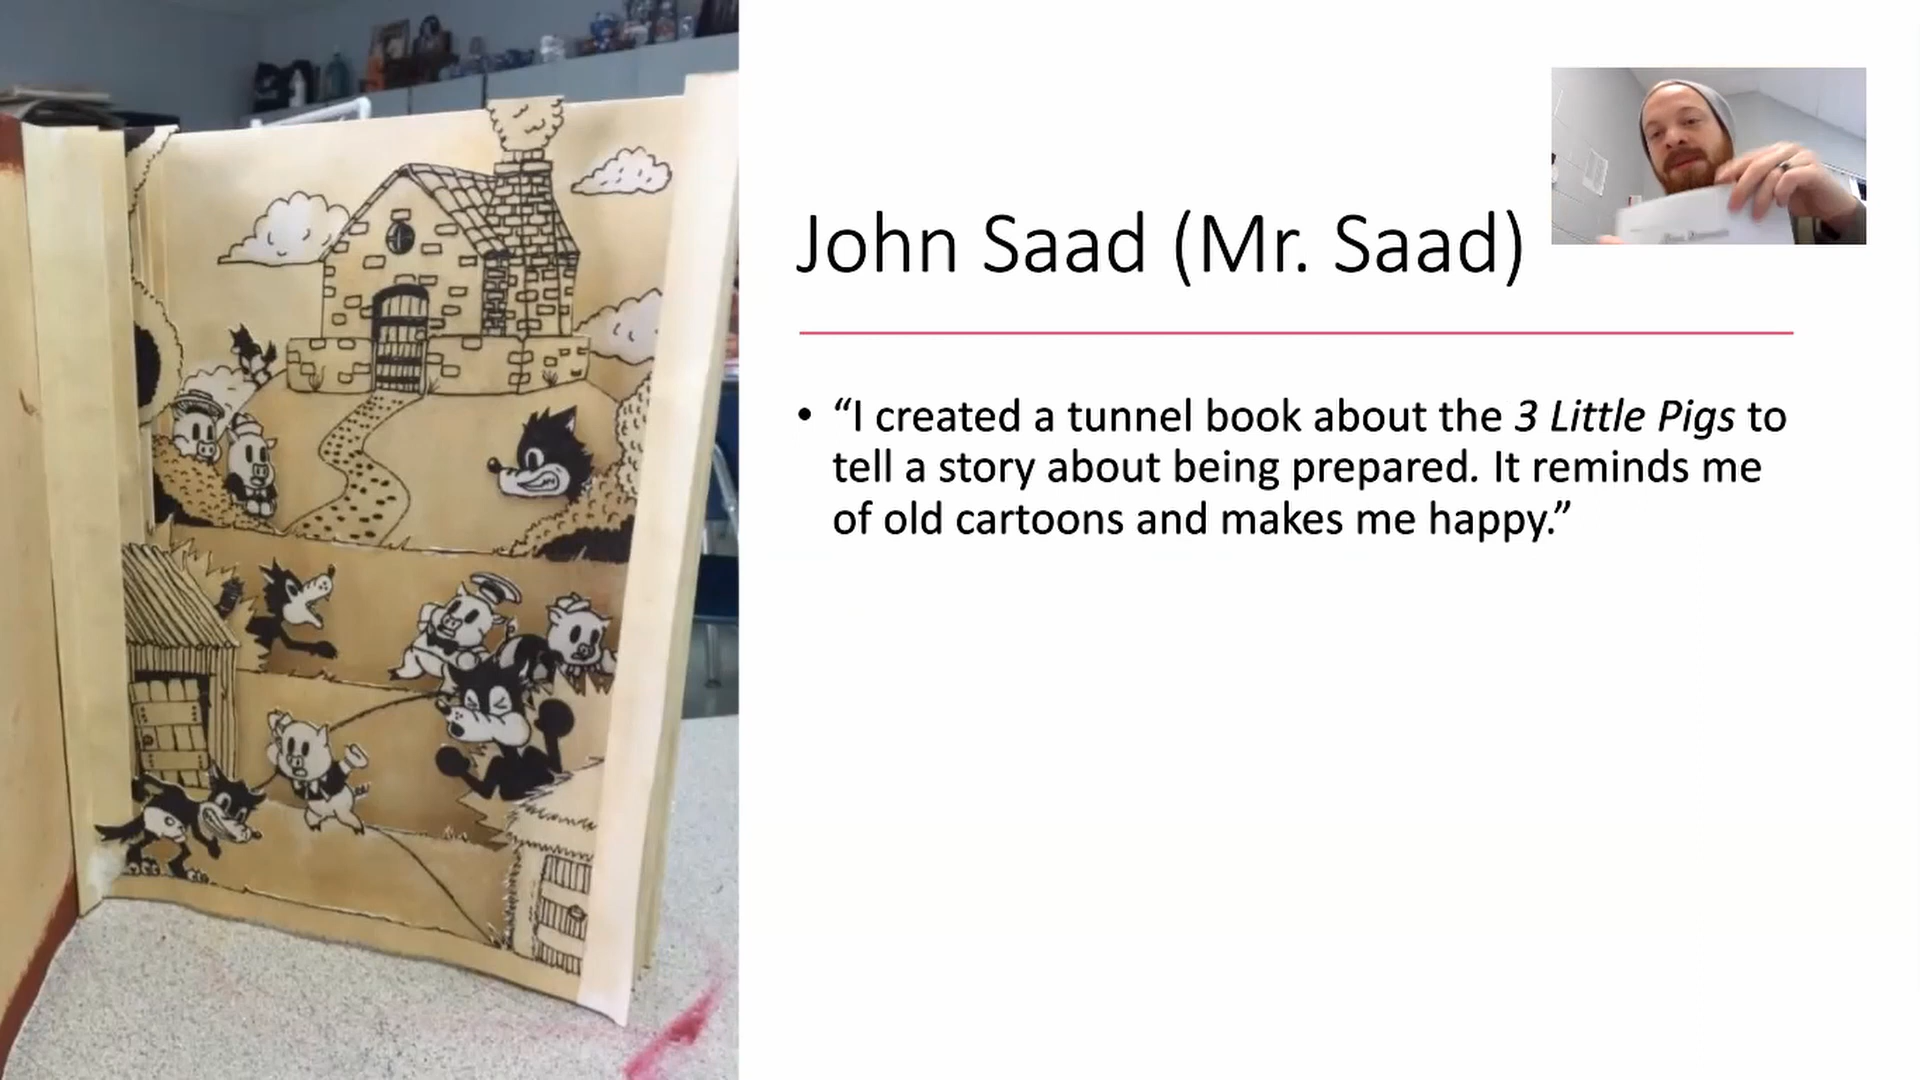 John Saad (Mr. Saad)
• “I created a tunnel book about the 3 Little Pigs to
tell a story about being prepared. It reminds me
of old cartoons and makes me happy.”